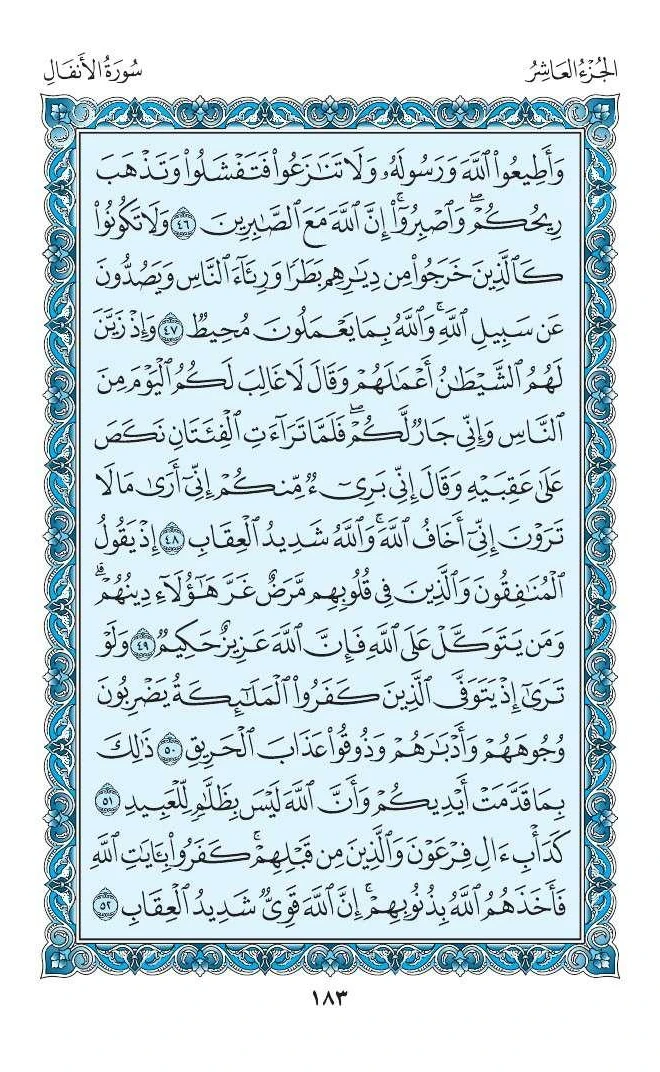 الجُزْءُ العَاشِرُ
سُورَةُ الأَنفَالِ
وَأَطِيعُواْ ٱللَّهَ وَرَسُولَهُۥ وَلَا تَنَٰزَعُواْ فَتَفۡشَلُواْ وَتَذۡهَبَ
رِيحُكُمۡۖ وَٱصۡبِرُوٓاْۚ إِنَّ ٱللَّهَ مَعَ ٱلصَّٰبِرِينَ ٤٦ وَلَا تَكُونُواْ
كَٱلَّذِينَ خَرَجُواْ مِن دِيَٰرِهِم بَطَرٗا وَرِئَآءَ ٱلنَّاسِ وَيَصُدُّونَ
عَن سَبِيلِ ٱللَّهِۚ وَٱللَّهُ بِمَا يَعۡمَلُونَ مُحِيطٞ ٤٧ وَإِذۡ زَيَّنَ
لَهُمُ ٱلشَّيۡطَٰنُ أَعۡمَٰلَهُمۡ وَقَالَ لَا غَالِبَ لَكُمُ ٱلۡيَوۡمَ مِنَ
ٱلنَّاسِ وَإِنِّي جَارٞ لَّكُمۡۖ فَلَمَّا تَرَآءَتِ ٱلۡفِئَتَانِ نَكَصَ
عَلَىٰ عَقِبَيۡهِ وَقَالَ إِنِّي بَرِيٓءٞ مِّنكُمۡ إِنِّيٓ أَرَىٰ مَا لَا
تَرَوۡنَ إِنِّيٓ أَخَافُ ٱللَّهَۚ وَٱللَّهُ شَدِيدُ ٱلۡعِقَابِ ٤٨ إِذۡ يَقُولُ
ٱلۡمُنَٰفِقُونَ وَٱلَّذِينَ فِي قُلُوبِهِم مَّرَضٌ غَرَّ هَٰٓؤُلَآءِ دِينُهُمۡۗ
وَمَن يَتَوَكَّلۡ عَلَى ٱللَّهِ فَإِنَّ ٱللَّهَ عَزِيزٌ حَكِيمٞ ٤٩ وَلَوۡ
تَرَىٰٓ إِذۡ يَتَوَفَّى ٱلَّذِينَ كَفَرُواْ ٱلۡمَلَٰٓئِكَةُ يَضۡرِبُونَ
وُجُوهَهُمۡ وَأَدۡبَٰرَهُمۡ وَذُوقُواْ عَذَابَ ٱلۡحَرِيقِ ٥٠ ذَٰلِكَ
بِمَا قَدَّمَتۡ أَيۡدِيكُمۡ وَأَنَّ ٱللَّهَ لَيۡسَ بِظَلَّٰمٖ لِّلۡعَبِيدِ ٥١
كَدَأۡبِ ءَالِ فِرۡعَوۡنَ وَٱلَّذِينَ مِن قَبۡلِهِمۡۚ كَفَرُواْ بِـَٔايَٰتِ ٱللَّهِ
فَأَخَذَهُمُ ٱللَّهُ بِذُنُوبِهِمۡۚ إِنَّ ٱللَّهَ قَوِيّٞ شَدِيدُ ٱلۡعِقَابِ ٥٢
١٨٣